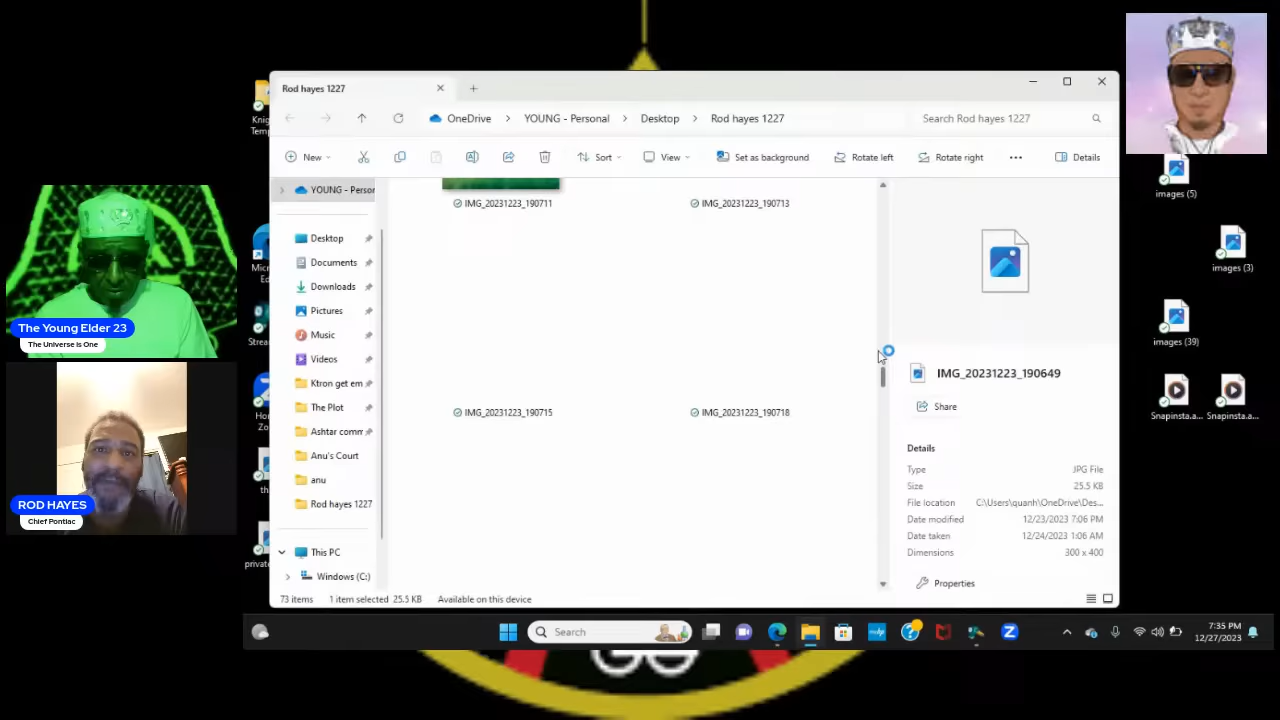 Rod hayes 1227
OneDrive
YOUNG - Personal
Desktop
Rod hayes 1227
Search Rod hayes 1227
New
Sort
View
Set as background
Rotate left
Rotate right
Details
YOUNG - Persor
Desktop
Documents
Downloads
Pictures
Music
Videos
Ktron get em
The Plot
Ashtar comm
Anu's Court
anu
Rod hayes 1227
This PC
Windows (C:)
IMG_20231223_190711
IMG_20231223_190713
IMG_20231223_190715
IMG_20231223_190718
IMG_20231223_190649
Share
Details
Type JPG File
Size 25.5 KB
File location C:\Users\quanh\OneDrive\Des...
Date modified 12/23/2023 7:06 PM
Date taken 12/24/2023 1:06 AM
Dimensions 300 x 400
Properties
73 items 1 item selected 25.5 KB Available on this device
The Young Elder 23
The Universe is One
ROD HAYES
Chief Pontiac
images (5)
images (3)
images (39)
Snapinsta.a...
Snapinsta.a...
Search
7:35 PM
12/27/2023